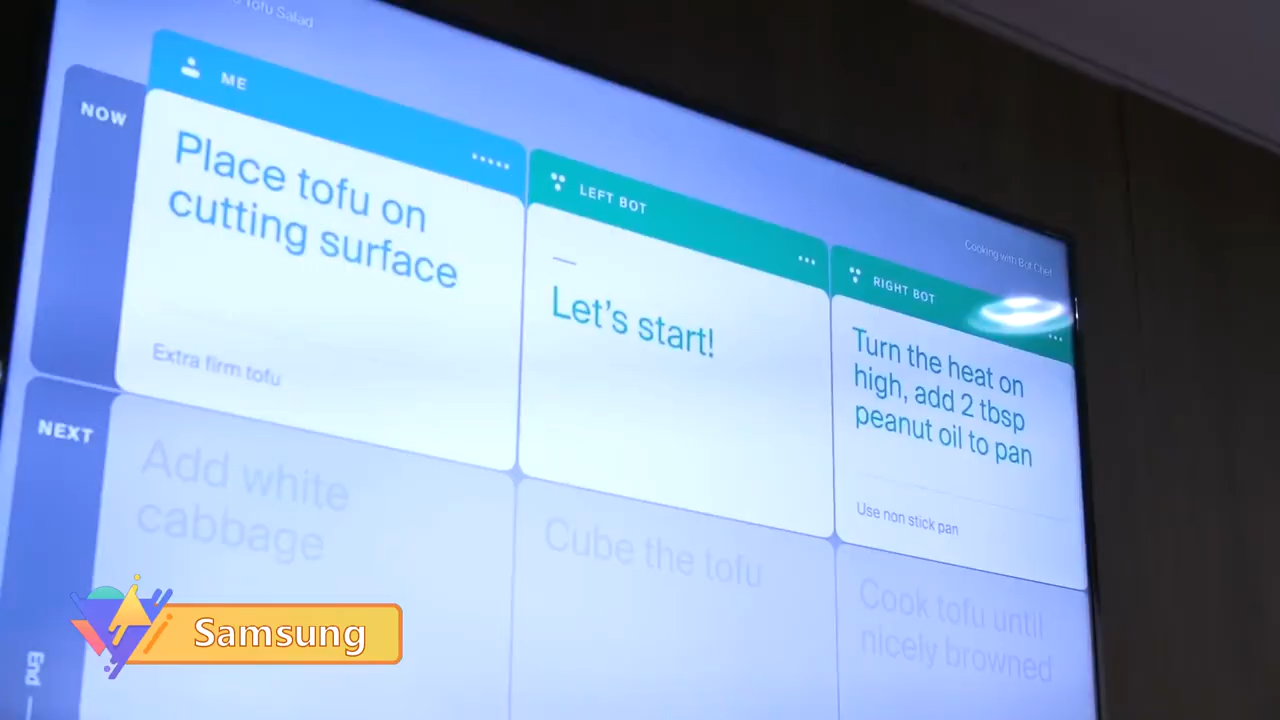 Tofu Salad
Cooking with Bot Chef
NOW
ME
Place tofu on
cutting surface
Extra firm tofu
LEFT BOT
Let's start!
RIGHT BOT
Turn the heat on
high, add 2 tbsp
peanut oil to pan
Use non stick pan
NEXT
Add white
cabbage
Cube the tofu
Cook tofu until
nicely browned
End
Samsung